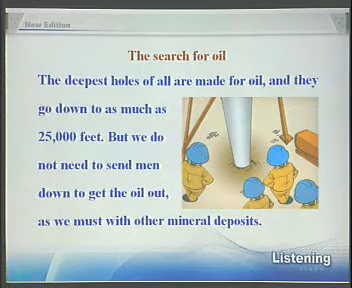 New Edition
The search for oil
The deepest holes of all are made for oil, and they
go down to as much as
25,000 feet. But we do
not need to send men
down to get the oil out,
as we must with other mineral deposits.
Listening